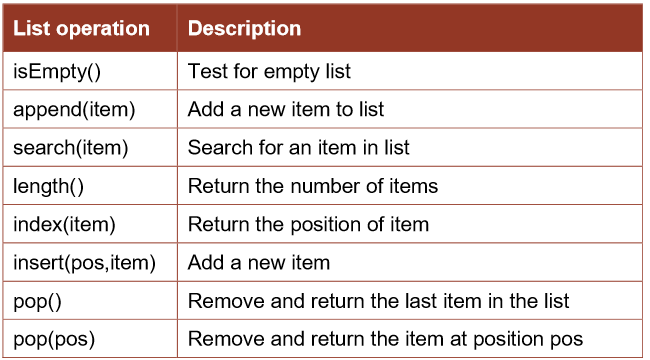 List operation Description
isEmpty() Test for empty list
append(item) Add a new item to list
search(item) Search for an item in list
length() Return the number of items
index(item) Return the position of item
insert(pos,item) Add a new item
pop() Remove and return the last item in the list
pop(pos) Remove and return the item at position pos